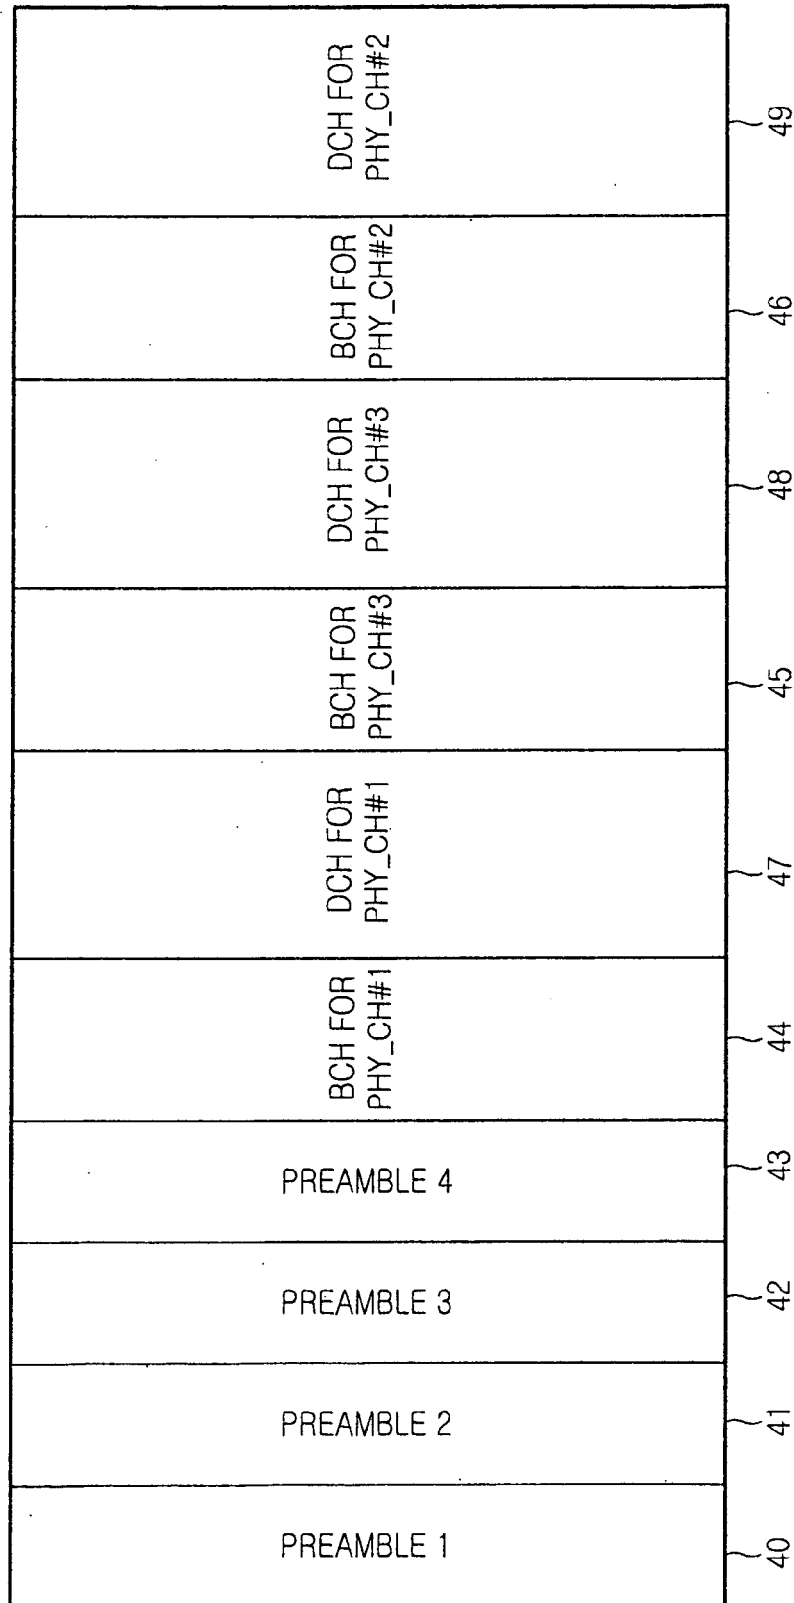 DCH FOR
PHY_CH#2
49
BCH FOR
PHY_CH#2
46
DCH FOR
PHY_CH#3
48
BCH FOR
PHY_CH#3
45
DCH FOR
PHY_CH#1
47
BCH FOR
PHY_CH#1
44
PREAMBLE 4
43
PREAMBLE 3
42
PREAMBLE 2
41
PREAMBLE 1
40